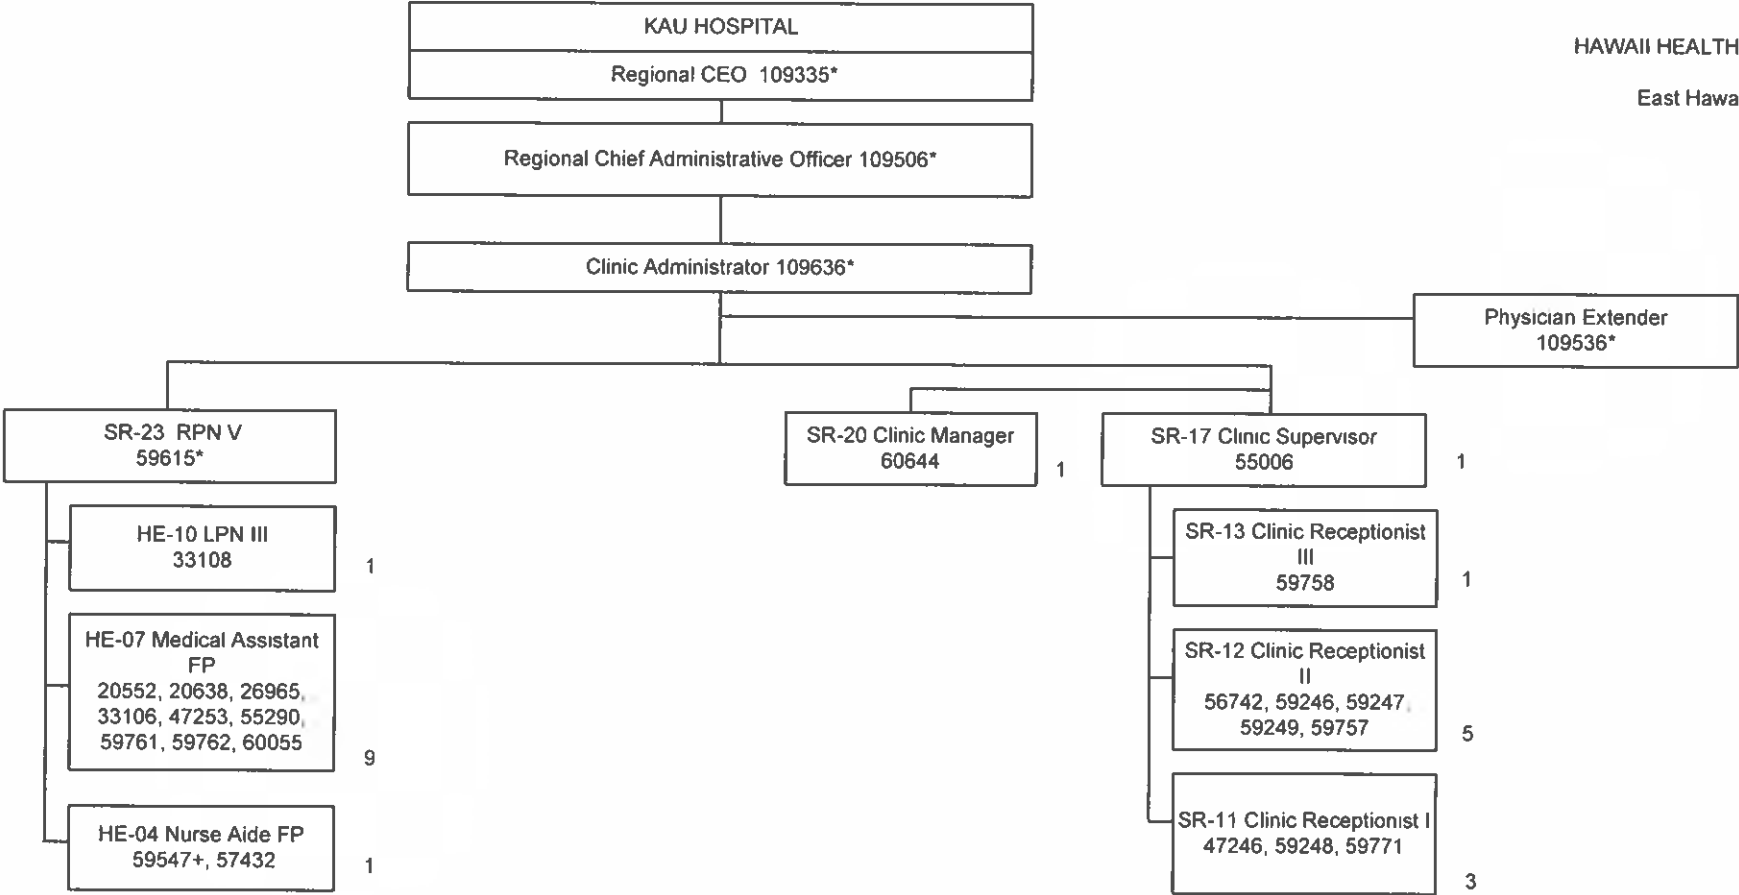 KAU HOSPITAL
Regional CEO 109335*
HAWAII HEALTH
East Hawa
Regional Chief Administrative Officer 109506*
Clinic Administrator 109636*
Physician Extender
109536*
SR-23 RPN V
59615*
SR-20 Clinic Manager
60644
1
SR-17 Clinic Supervisor
55006
1
HE-10 LPN III
33108
1
HE-07 Medical Assistant
FP
20552, 20638, 26965,
33106, 47253, 55290,
59761, 59762, 60055
9
HE-04 Nurse Aide FP
59547+, 57432
1
SR-13 Clinic Receptionist
III
59758
1
SR-12 Clinic Receptionist
II
56742, 59246, 59247,
59249, 59757
5
SR-11 Clinic Receptionist I
47246, 59248, 59771
3